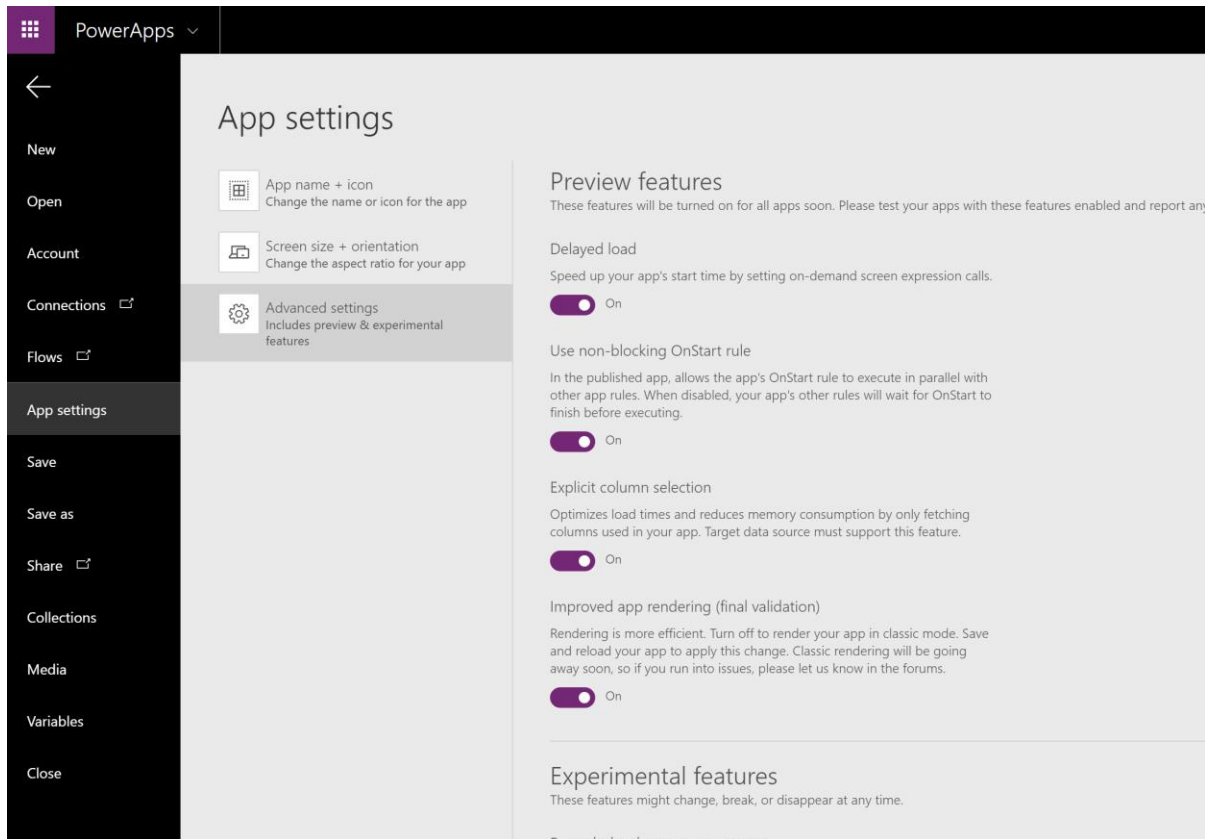 PowerApps
New
Open
Account
Connections
Flows
App settings
Save
Save as
Share
Collections
Media
Variables
Close
App settings
App name + icon
Change the name or icon for the app
Screen size + orientation
Change the aspect ratio for your app
Advanced settings
Includes preview & experimental
features
Preview features
These features will be turned on for all apps soon. Please test your apps with these features enabled and report any
Delayed load
Speed up your app's start time by setting on-demand screen expression calls.
On
Use non-blocking OnStart rule
In the published app, allows the app's OnStart rule to execute in parallel with
other app rules. When disabled, your app's other rules will wait for OnStart to
finish before executing.
On
Explicit column selection
Optimizes load times and reduces memory consumption by only fetching
columns used in your app. Target data source must support this feature.
On
Improved app rendering (final validation)
Rendering is more efficient. Turn off to render your app in classic mode. Save
and reload your app to apply this change. Classic rendering will be going
away soon, so if you run into issues, please let us know in the forums.
On
Experimental features
These features might change, break, or disappear at any time.